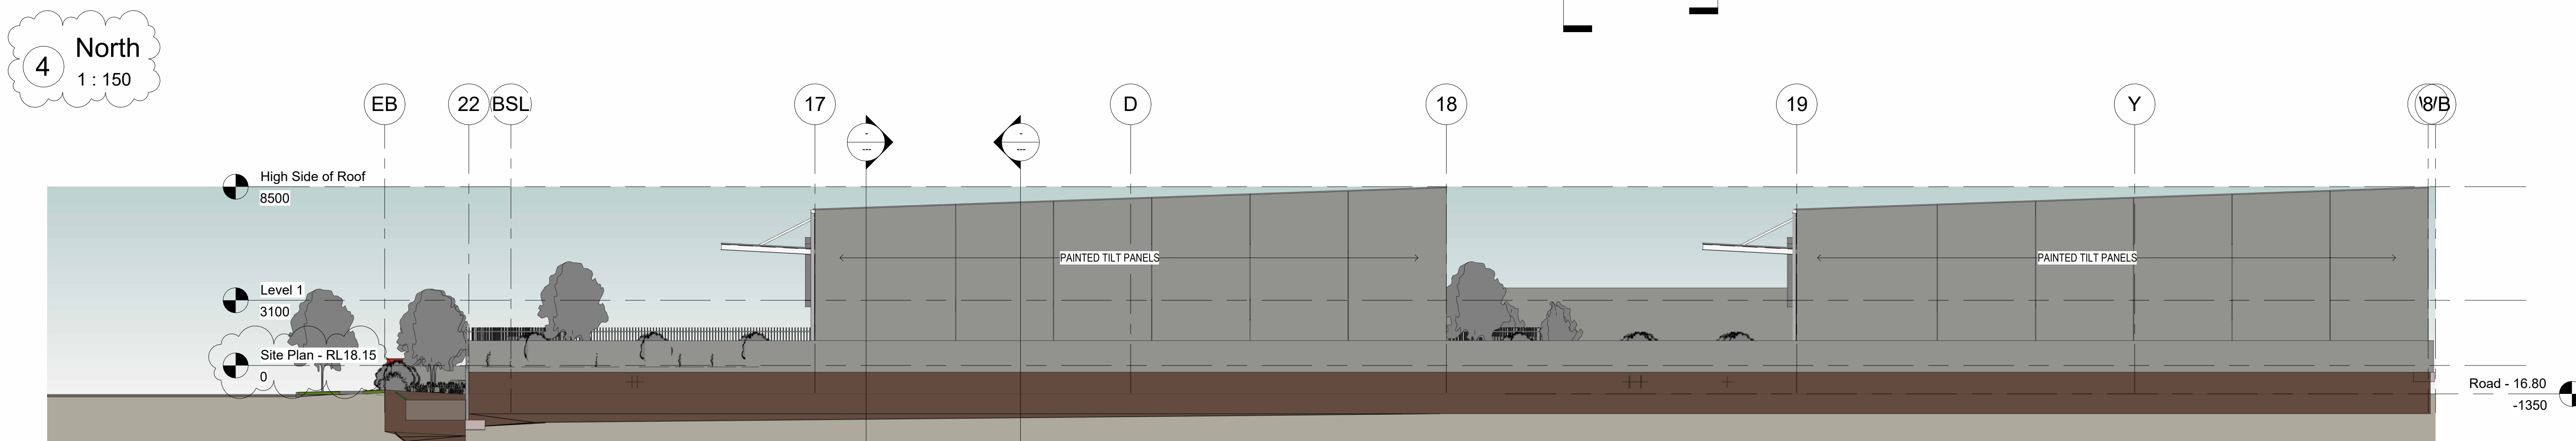 North
4
1 : 150
EB
22
BSL
17
D
18
19
Y
-
---
-
---
High Side of Roof
8500
PAINTED TILT PANELS
PAINTED TILT PANELS
Level 1
3100
Site Plan - RL18.15
0
Road - 16.80
-1350